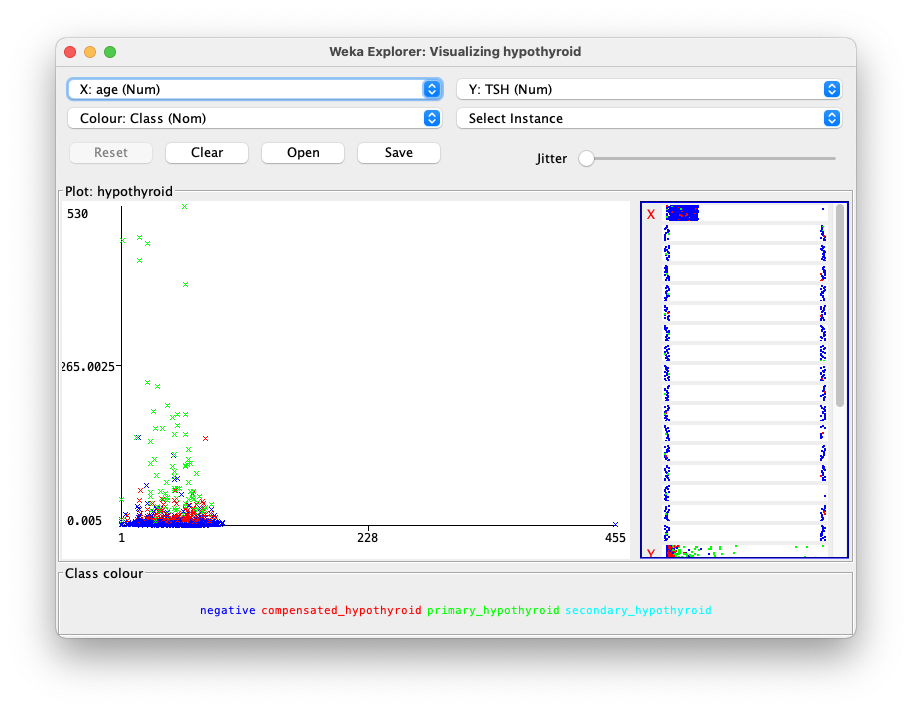 Weka Explorer: Visualizing hypothyroid
X: age (Num)
Y: TSH (Num)
Colour: Class (Nom)
Select Instance
Reset
Clear
Open
Save
Jitter
Plot: hypothyroid
530
265.0025
0.005
1
228
455
X
Y
Class colour
negative compensated_hypothyroid primary_hypothyroid secondary_hypothyroid